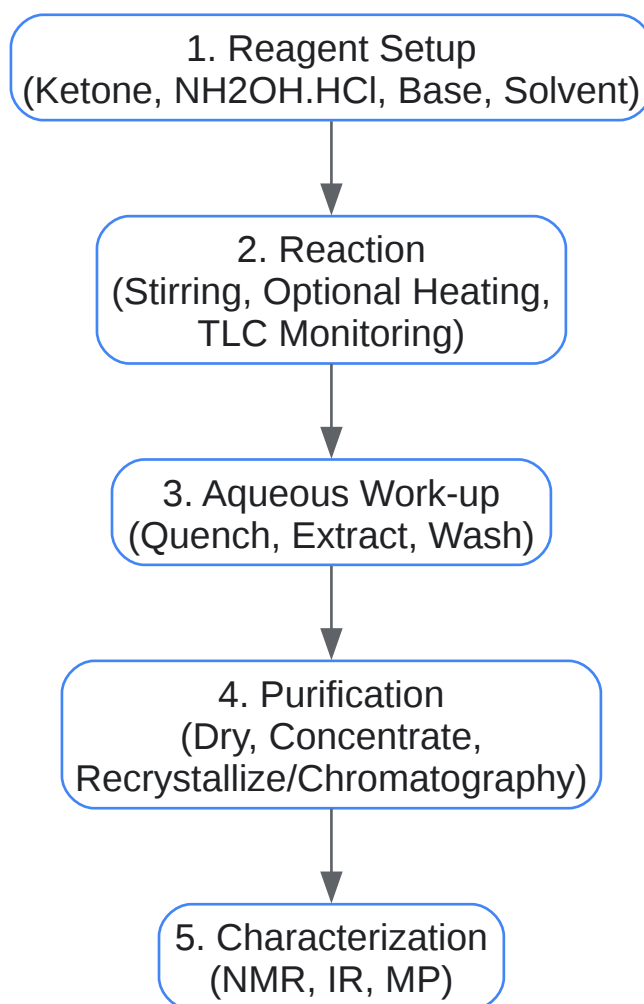 1. Reagent Setup
(Ketone, NH2OH.HCl, Base, Solvent)
2. Reaction
(Stirring, Optional Heating,
TLC Monitoring)
3. Aqueous Work-up
(Quench, Extract, Wash)
4. Purification
(Dry, Concentrate,
Recrystallize/Chromatography)
5. Characterization
(NMR, IR, MP)